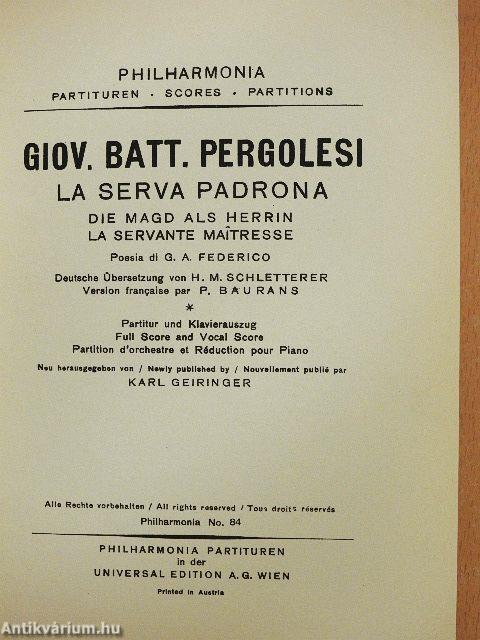 PHILHARMONIA
PARTITUREN · SCORES · PARTITIONS
GIOV. BATT. PERGOLESI
LA SERVA PADRONA
DIE MAGD ALS HERRIN
LA SERVANTE MAÎTRESSE
Poesia di G. A. FEDERICO
Deutsche Übersetzung von H. M. SCHLETTERER
Version française par P. BAURANS
*
Partitur und Klavierauszug
Full Score and Vocal Score
Partition d'orchestre et Réduction pour Piano
Neu herausgegeben von / Newly published by / Nouvellement publié par
KARL GEIRINGER
Alle Rechte vorbehalten / All rights reserved / Tous droits réservés
Philharmonia No. 84
PHILHARMONIA PARTITUREN
in der
UNIVERSAL EDITION A. G. WIEN
Printed in Austria
Antikvárium.hu